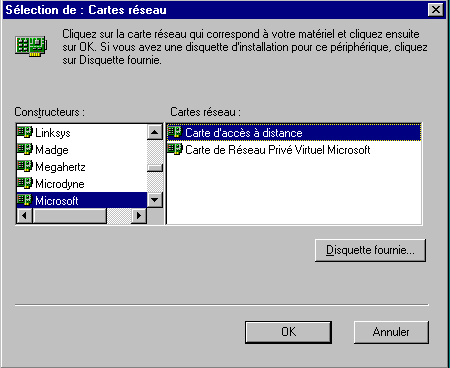 Sélection de : Cartes réseau
Cliquez sur la carte réseau qui correspond à votre matériel et cliquez ensuite
sur OK. Si vous avez une disquette d'installation pour ce périphérique, cliquez
sur Disquette fournie.
Constructeurs :
Cartes réseau :
Linksys
Madge
Megahertz
Microdyne
Microsoft
Carte d'accès à distance
Carte de Réseau Privé Virtuel Microsoft
Disquette fournie...
OK
Annuler